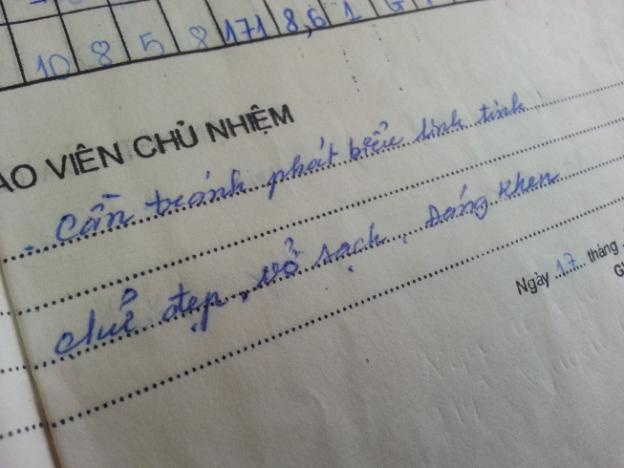 10 8 5 8 171 8,6 1 G
ÁO VIÊN CHỦ NHIỆM
- Cần tránh phát biểu linh tinh
chữ đẹp, vở sạch, Đáng khen
Ngày 17 tháng
G